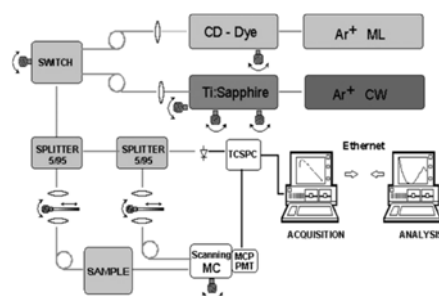 CD - Dye
Ar+ ML
SWITCH
Ti:Sapphire
Ar+ CW
SPLITTER
5/95
SPLITTER
5/95
TCSPC
Ethernet
ACQUISITION
ANALYSIS
Scanning
MC
MCP
PMT
SAMPLE